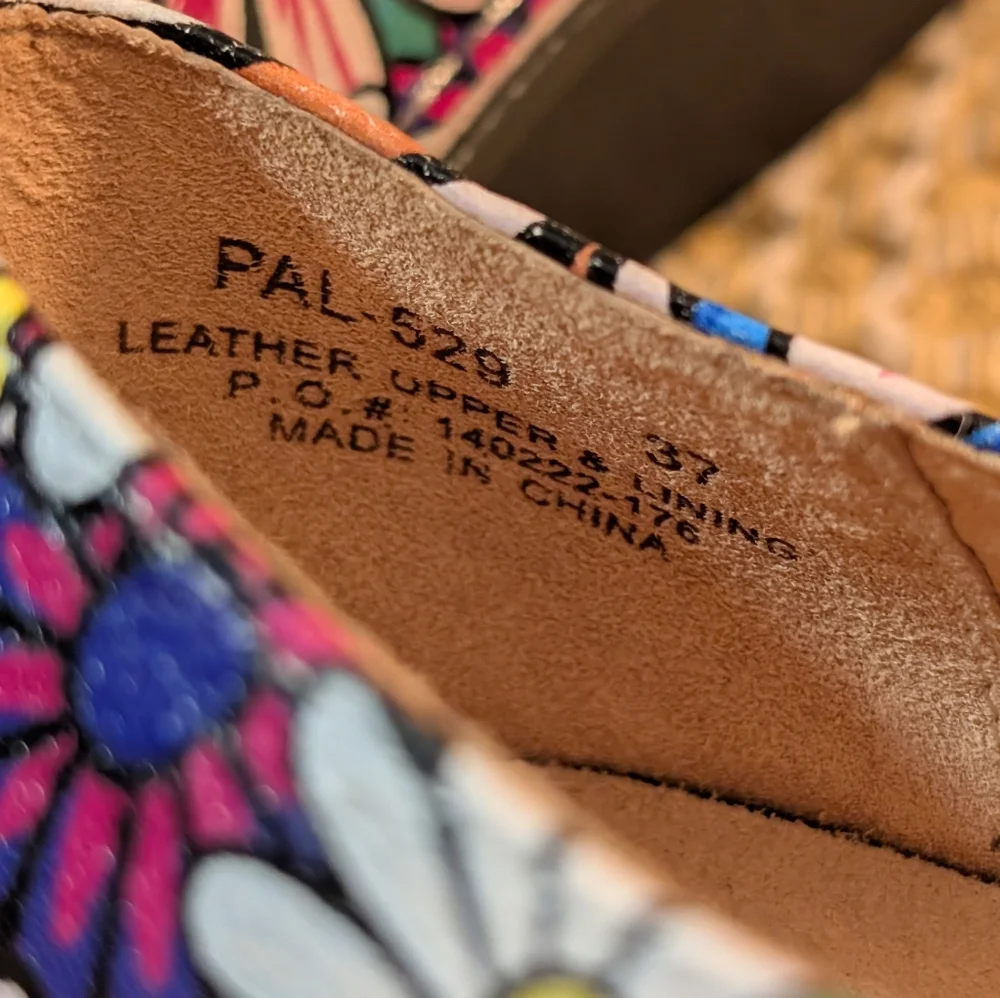 PAL-529 37
LEATHER UPPER & LINING
P.O.#: 140222-176
MADE IN CHINA